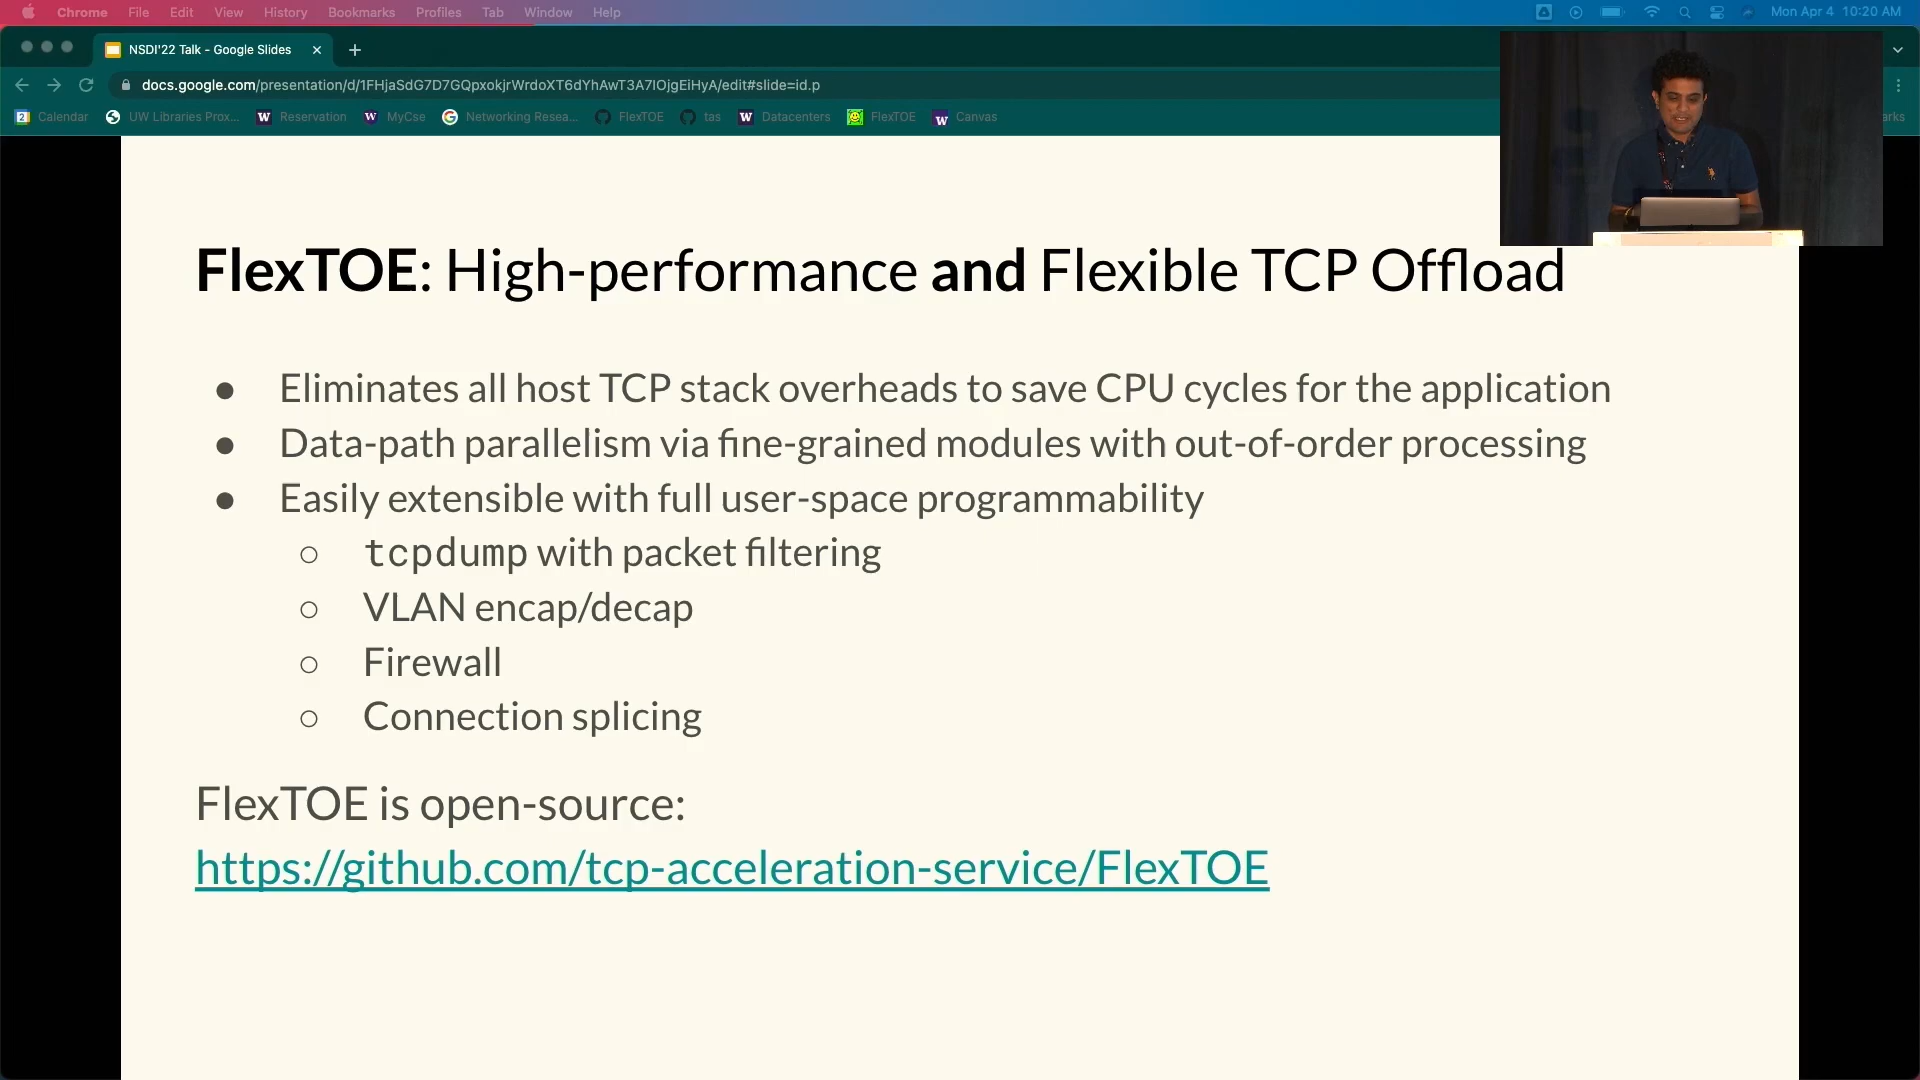 Chrome File Edit View History Bookmarks Profiles Tab Window Help Mon Apr 4 10:20 AM
NSDI'22 Talk - Google Slides
docs.google.com/presentation/d/1FHjaSdG7D7GQpxokjrWrdoXT6dYhAwT3A7IOjgEiHyA/edit#slide=id.p
Calendar UW Libraries Prox... Reservation MyCse Networking Resea... FlexTOE tas Datacenters FlexTOE Canvas
FlexTOE: High-performance and Flexible TCP Offload
● Eliminates all host TCP stack overheads to save CPU cycles for the application
● Data-path parallelism via fine-grained modules with out-of-order processing
● Easily extensible with full user-space programmability
○ tcpdump with packet filtering
○ VLAN encap/decap
○ Firewall
○ Connection splicing
FlexTOE is open-source:
https://github.com/tcp-acceleration-service/FlexTOE